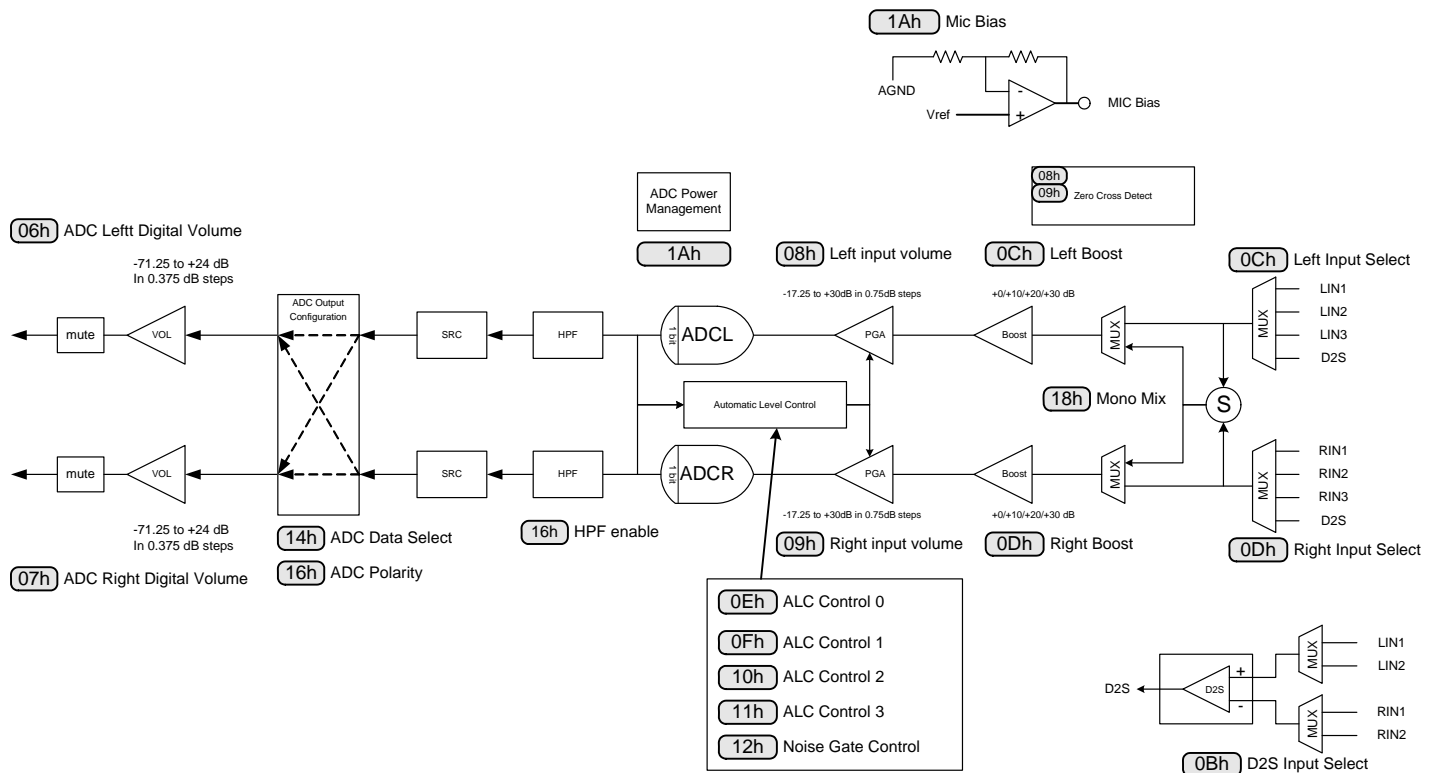 1Ah Mic Bias
AGND
-
+
Vref
MIC Bias
ADC Power
Management
1Ah
08h
09h Zero Cross Detect
06h ADC Leftt Digital Volume
-71.25 to +24 dB
In 0.375 dB steps
08h Left input volume
-17.25 to +30dB in 0.75dB steps
0Ch Left Boost
+0/+10/+20/+30 dB
0Ch Left Input Select
mute
VOL
ADC Output
Configuration
SRC
HPF
1 bit
ADCL
PGA
Boost
MUX
MUX
LIN1
LIN2
LIN3
D2S
Automatic Level Control
18h Mono Mix
S
mute
VOL
SRC
HPF
1 bit
ADCR
PGA
Boost
MUX
MUX
RIN1
RIN2
RIN3
D2S
-71.25 to +24 dB
In 0.375 dB steps
07h ADC Right Digital Volume
14h ADC Data Select
16h ADC Polarity
16h HPF enable
-17.25 to +30dB in 0.75dB steps
09h Right input volume
+0/+10/+20/+30 dB
0Dh Right Boost
0Dh Right Input Select
0Eh ALC Control 0
0Fh ALC Control 1
10h ALC Control 2
11h ALC Control 3
12h Noise Gate Control
D2S
D2S
+
-
MUX
LIN1
LIN2
MUX
RIN1
RIN2
0Bh D2S Input Select